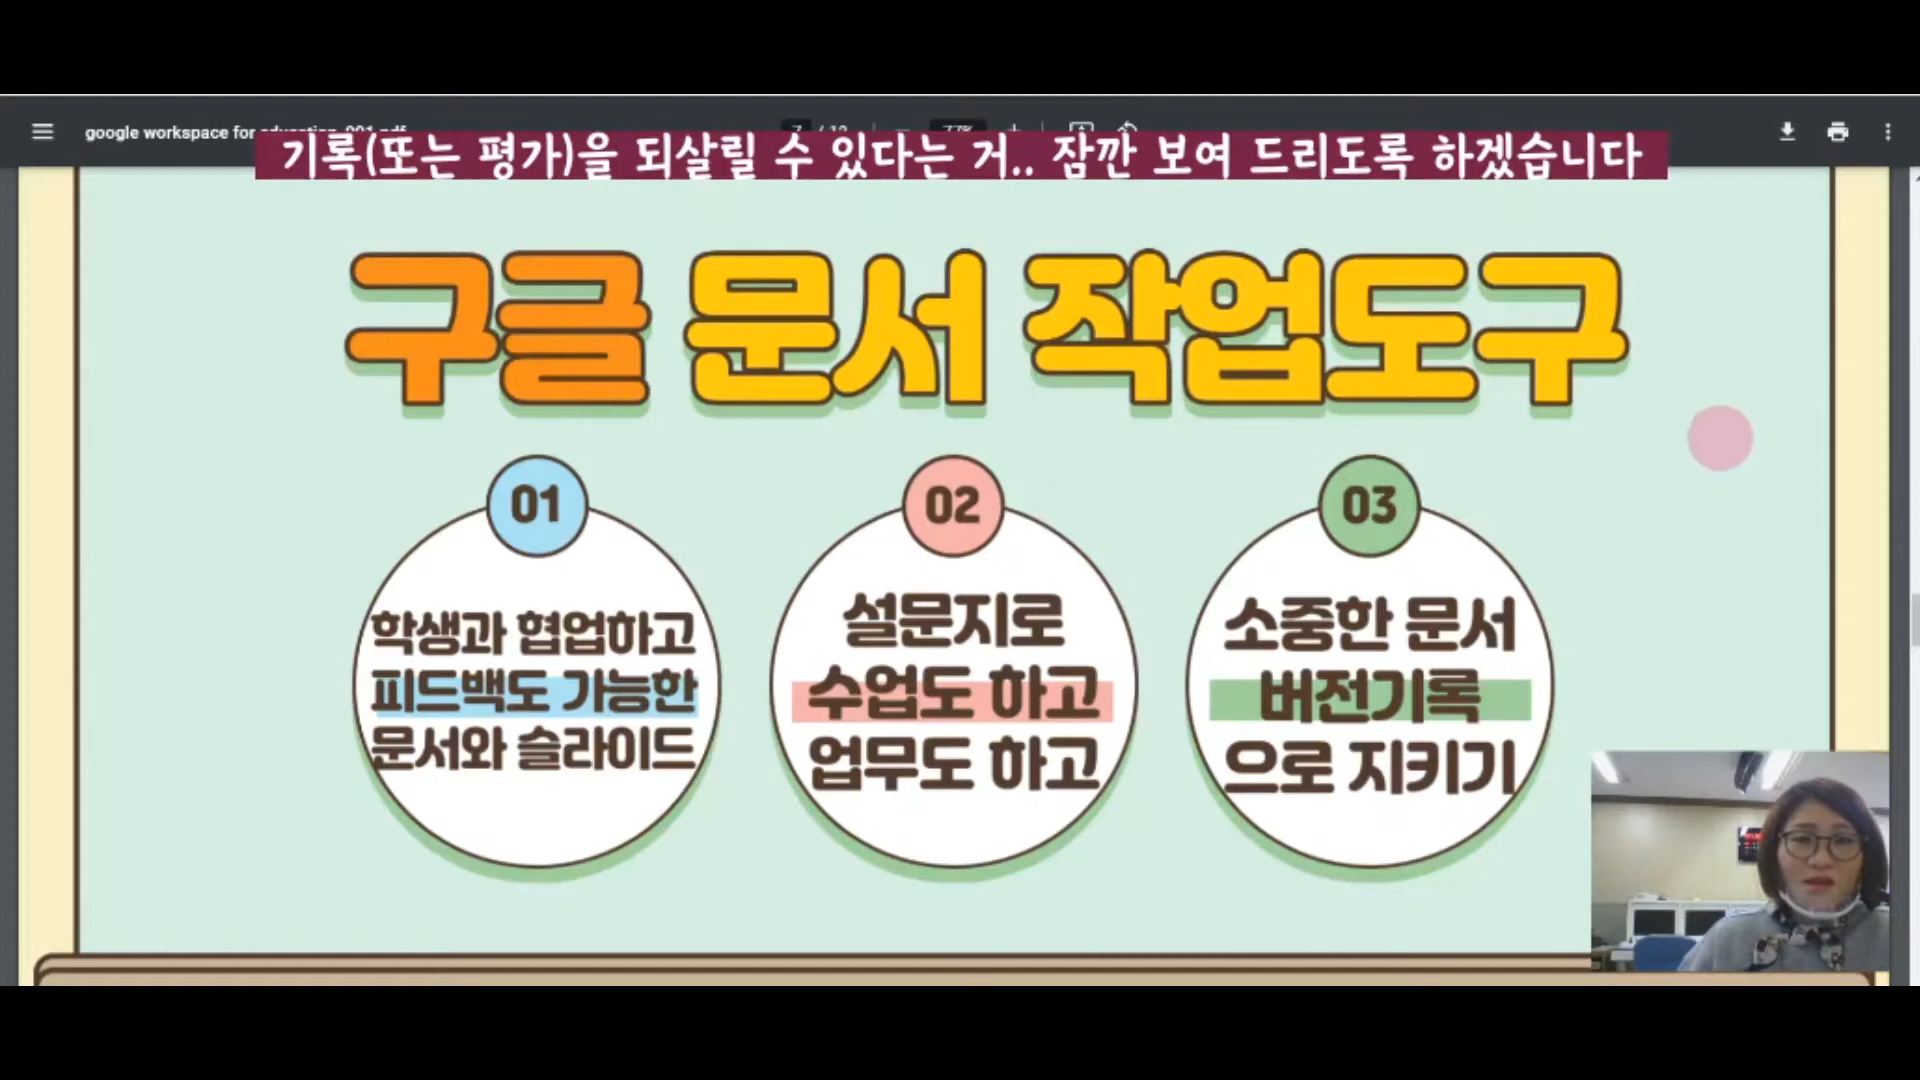 google workspace for education_001.pdf
기록(또는 평가)을 되살릴 수 있다는 거.. 잠깐 보여 드리도록 하겠습니다
구글 문서 작업도구
01
학생과 협업하고
피드백도 가능한
문서와 슬라이드
02
설문지로
수업도 하고
업무도 하고
03
소중한 문서
버전기록
으로 지키기